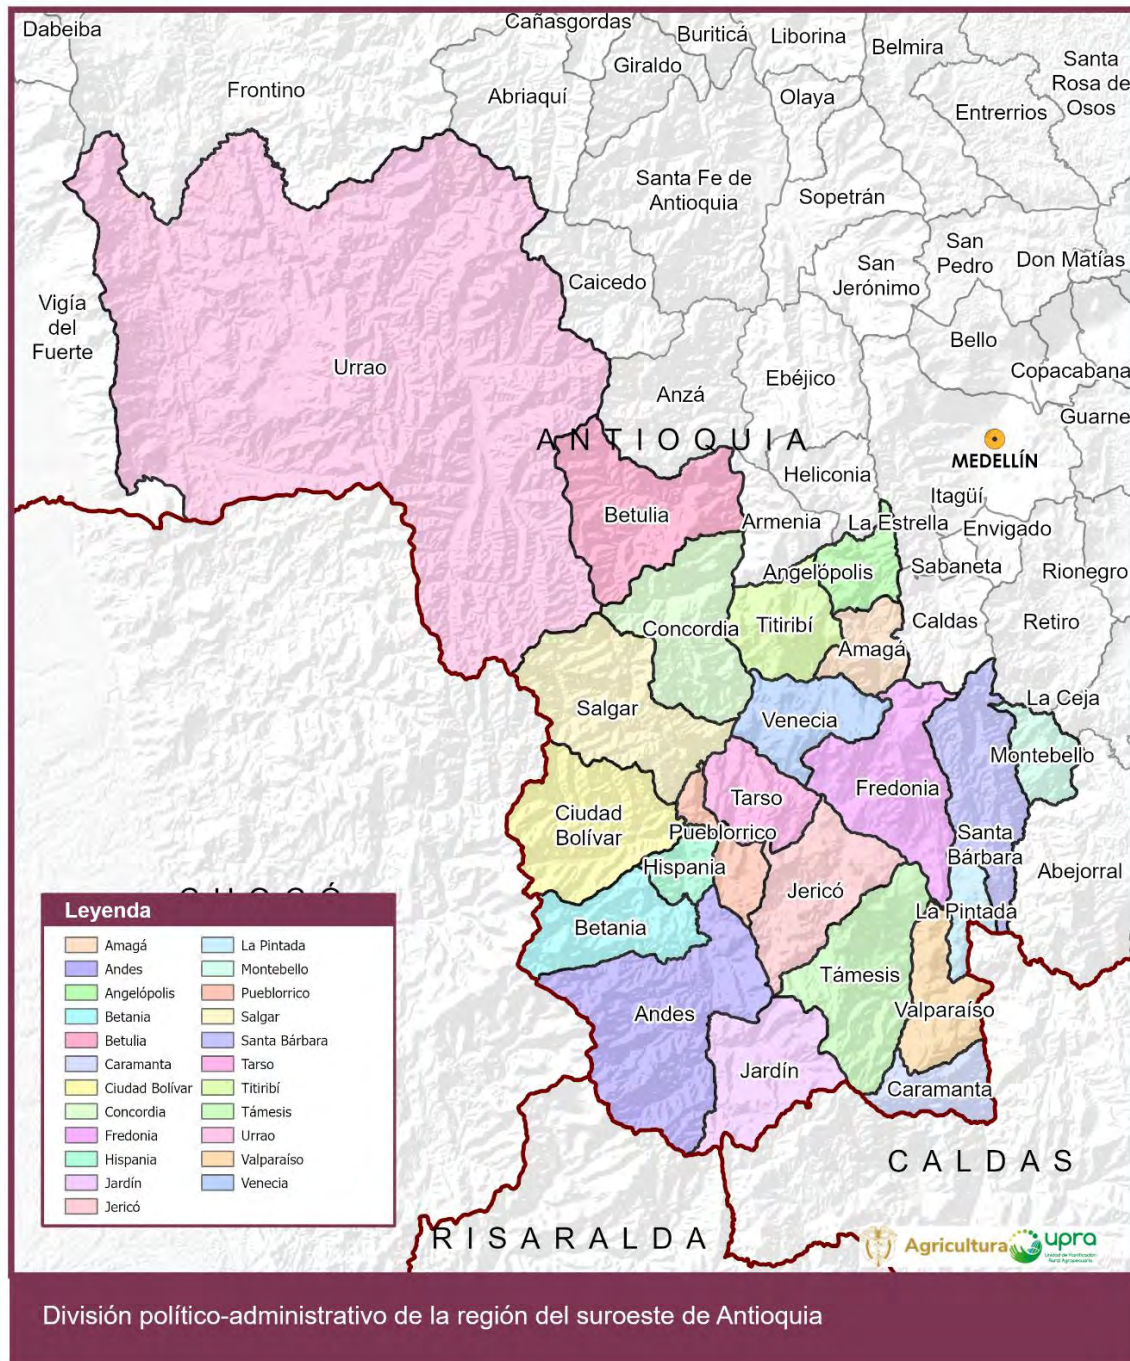 Dabeiba
Cañasgordas
Buriticá
Liborina
Belmira
Giraldo
Santa
Rosa de
Osos
Frontino
Abriaquí
Olaya
Entrerrios
Santa Fe de
Antioquia
Sopetrán
San
Pedro
Don Matías
San
Jerónimo
Caicedo
Vigía
del
Fuerte
Bello
Urrao
Ebéjico
Copacabana
Anzá
Guarne
ANTIOQUIA
MEDELLÍN
Heliconia
Itagüí
Betulia
Armenia
La Estrella
Envigado
Angelópolis
Sabaneta
Rionegro
Concordia
Titiribí
Caldas
Retiro
Amagá
La Ceja
Salgar
Venecia
Montebello
Fredonia
Tarso
Ciudad
Bolívar
Pueblorrico
Santa
Bárbara
Hispania
Jericó
Abejorral
La Pintada
Betania
Támesis
Andes
Valparaíso
Jardín
Caramanta
CALDAS
RISARALDA
Leyenda
Amagá
Andes
Angelópolis
Betania
Betulia
Caramanta
Ciudad Bolívar
Concordia
Fredonia
Hispania
Jardín
Jericó
La Pintada
Montebello
Pueblorrico
Salgar
Santa Bárbara
Tarso
Titiribí
Támesis
Urrao
Valparaíso
Venecia
Agricultura
upra
Unidad de Planificación
Rural Agropecuaria
División político-administrativo de la región del suroeste de Antioquia